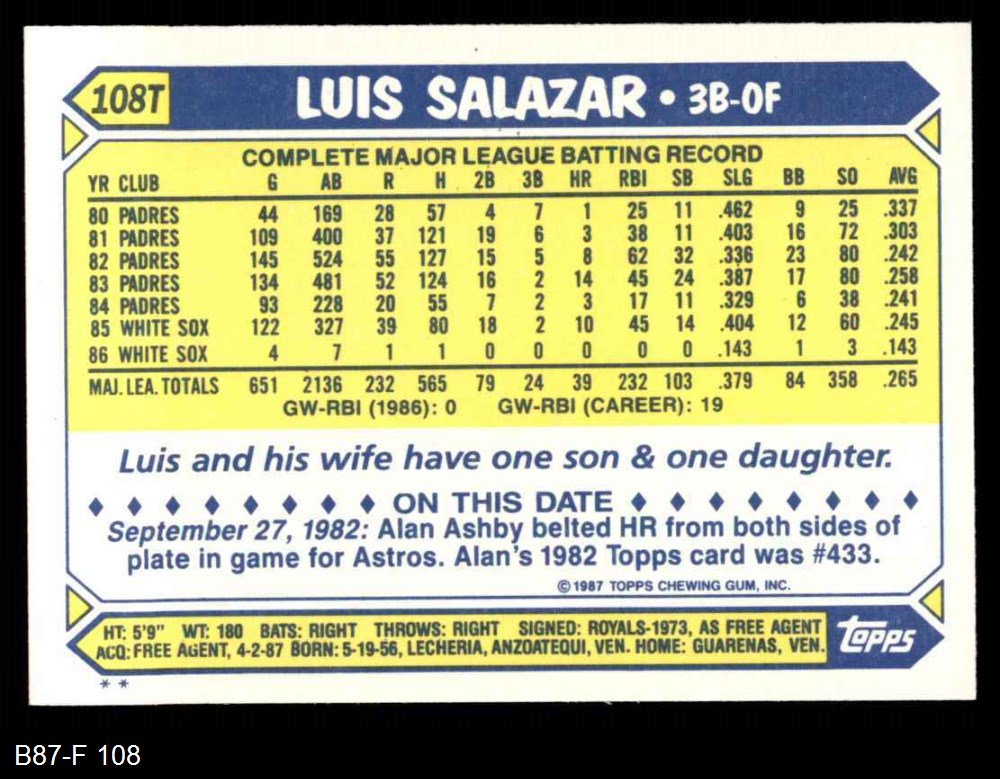 108T LUIS SALAZAR • 3B-OF
COMPLETE MAJOR LEAGUE BATTING RECORD
YR CLUB G AB R H 2B 3B HR RBI SB SLG BB SO AVG
80 PADRES 44 169 28 57 4 7 1 25 11 .462 9 25 .337
81 PADRES 109 400 37 121 19 6 3 38 11 .403 16 72 .303
82 PADRES 145 524 55 127 15 5 8 62 32 .336 23 80 .242
83 PADRES 134 481 52 124 16 2 14 45 24 .387 17 80 .258
84 PADRES 93 228 20 55 7 2 3 17 11 .329 6 38 .241
85 WHITE SOX 122 327 39 80 18 2 10 45 14 .404 12 60 .245
86 WHITE SOX 4 7 1 1 0 0 0 0 0 .143 1 3 .143
MAJ. LEA. TOTALS 651 2136 232 565 79 24 39 232 103 .379 84 358 .265
GW-RBI (1986): 0 GW-RBI (CAREER): 19
Luis and his wife have one son & one daughter.
ON THIS DATE
September 27, 1982: Alan Ashby belted HR from both sides of
plate in game for Astros. Alan's 1982 Topps card was #433.
© 1987 TOPPS CHEWING GUM, INC.
HT: 5'9" WT: 180 BATS: RIGHT THROWS: RIGHT SIGNED: ROYALS-1973, AS FREE AGENT
ACQ: FREE AGENT, 4-2-87 BORN: 5-19-56, LECHERIA, ANZOATEQUI, VEN. HOME: GUARENAS, VEN.
topps
* *
B87-F 108